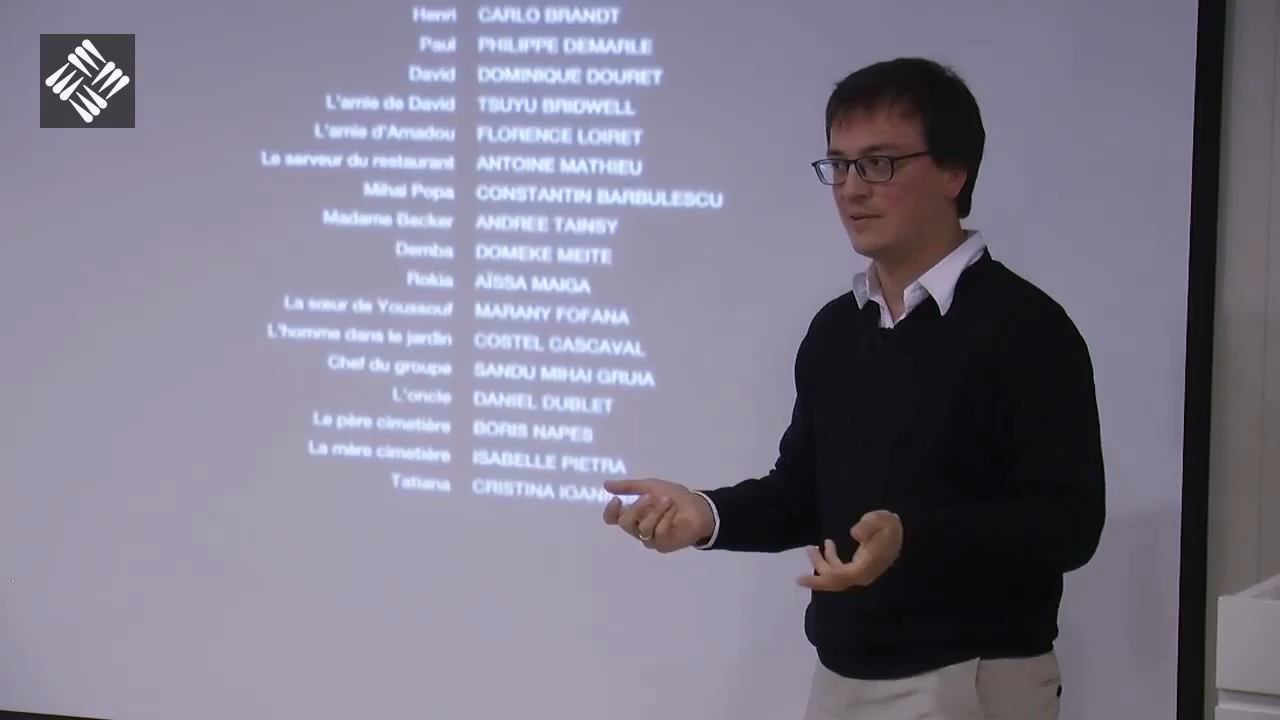 Henri CARLO BRANDT
Paul PHILIPPE DEMARLE
David DOMINIQUE DOURET
L'amie de David TSUYU BRIDWELL
L'amie d'Amadou FLORENCE LOIRET
Le serveur du restaurant ANTOINE MATHIEU
Mihai Popa CONSTANTIN BARBULESCU
Madame Becker ANDREE TAINSY
Demba DOMEKE MEITE
Rokia AÏSSA MAIGA
La sœur de Youssouf MARANY FOFANA
L'homme dans le jardin COSTEL CASCAVAL
Chef du groupe SANDU MIHAI GRUIA
L'oncle DANIEL DUBLET
Le père cimetière BORIS NAPES
La mère cimetière ISABELLE PIETRA
Tatiana CRISTINA